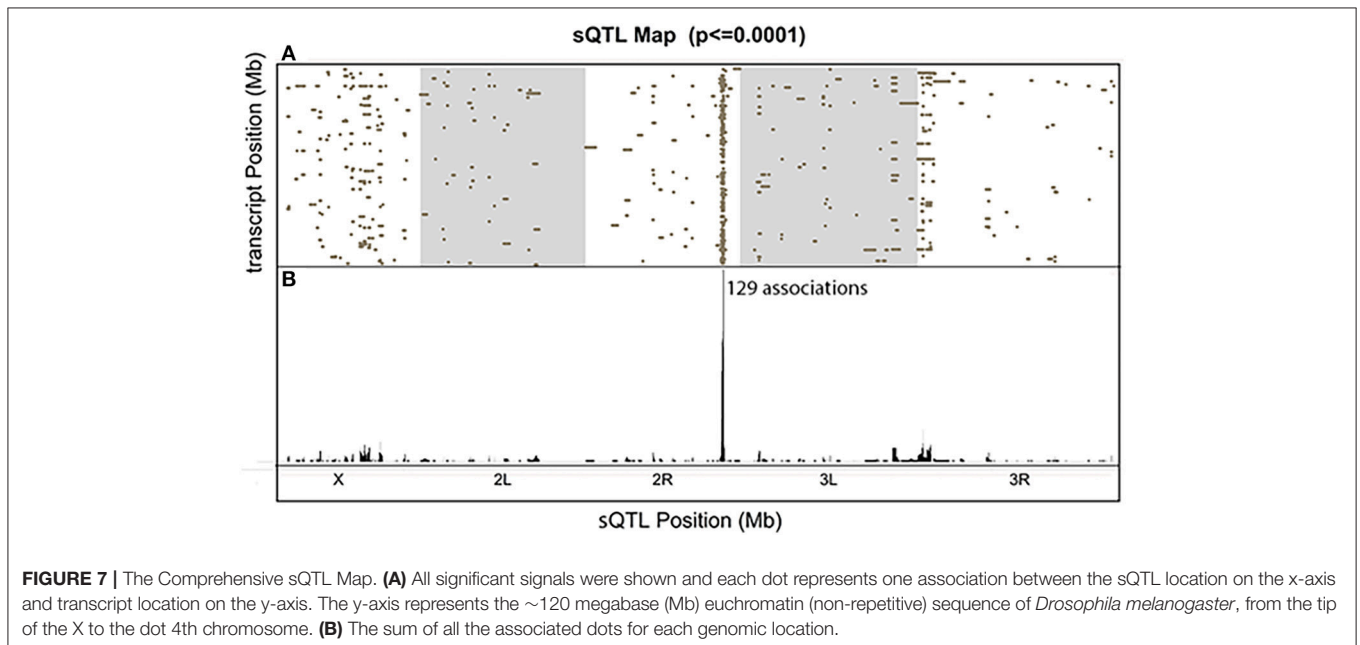 sQTL Map (p<=0.0001)
A
transcript Position (Mb)
B
129 associations
X 2L 2R 3L 3R
sQTL Position (Mb)
FIGURE 7 | The Comprehensive sQTL Map. (A) All significant signals were shown and each dot represents one association between the sQTL location on the x-axis
and transcript location on the y-axis. The y-axis represents the ∼120 megabase (Mb) euchromatin (non-repetitive) sequence of Drosophila melanogaster, from the tip
of the X to the dot 4th chromosome. (B) The sum of all the associated dots for each genomic location.